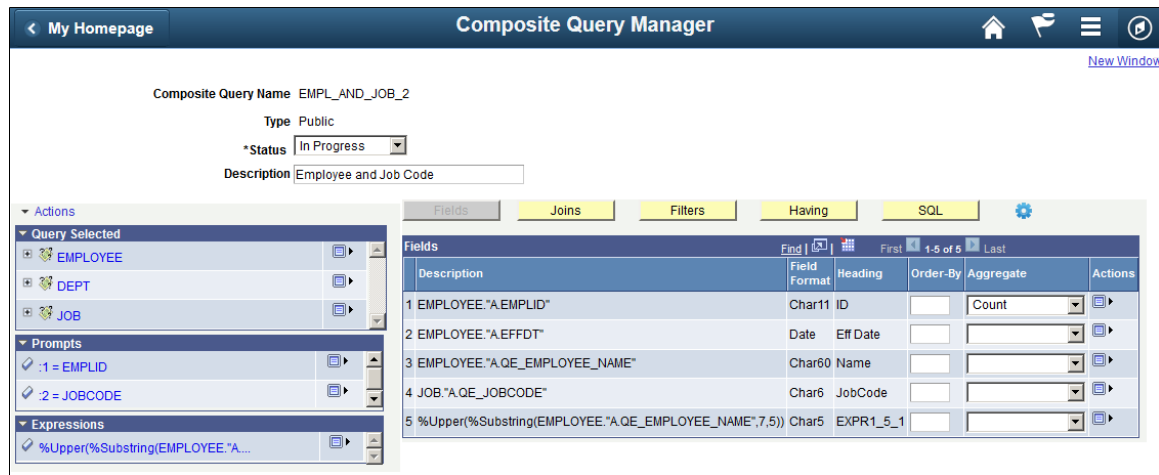 My Homepage
Composite Query Manager
New Window
Composite Query Name EMPL_AND_JOB_2
Type Public
*Status In Progress
Description Employee and Job Code
Actions
Query Selected
EMPLOYEE
DEPT
JOB
Prompts
:1 = EMPLID
:2 = JOBCODE
Expressions
%Upper(%Substring(EMPLOYEE."A....
Fields Joins Filters Having SQL
Fields Find | | First 1-5 of 5 Last
Description Field Format Heading Order-By Aggregate Actions
1 EMPLOYEE."A.EMPLID" Char11 ID Count
2 EMPLOYEE."A.EFFDT" Date Eff Date
3 EMPLOYEE."A.QE_EMPLOYEE_NAME" Char60 Name
4 JOB."A.QE_JOBCODE" Char6 JobCode
5 %Upper(%Substring(EMPLOYEE."A.QE_EMPLOYEE_NAME",7,5)) Char5 EXPR1_5_1